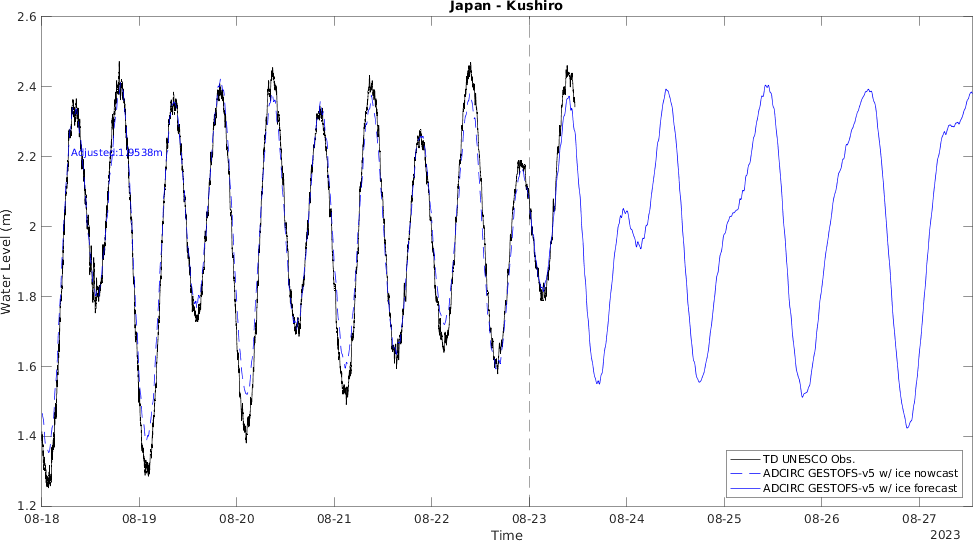 Japan - Kushiro
2.6
2.4
2.2
2
1.8
1.6
1.4
1.2
Water Level (m)
Adjusted:1.9538m
TD UNESCO Obs.
ADCIRC GESTOFS-v5 w/ ice nowcast
ADCIRC GESTOFS-v5 w/ ice forecast
08-18 08-19 08-20 08-21 08-22 08-23 08-24 08-25 08-26 08-27
Time
2023